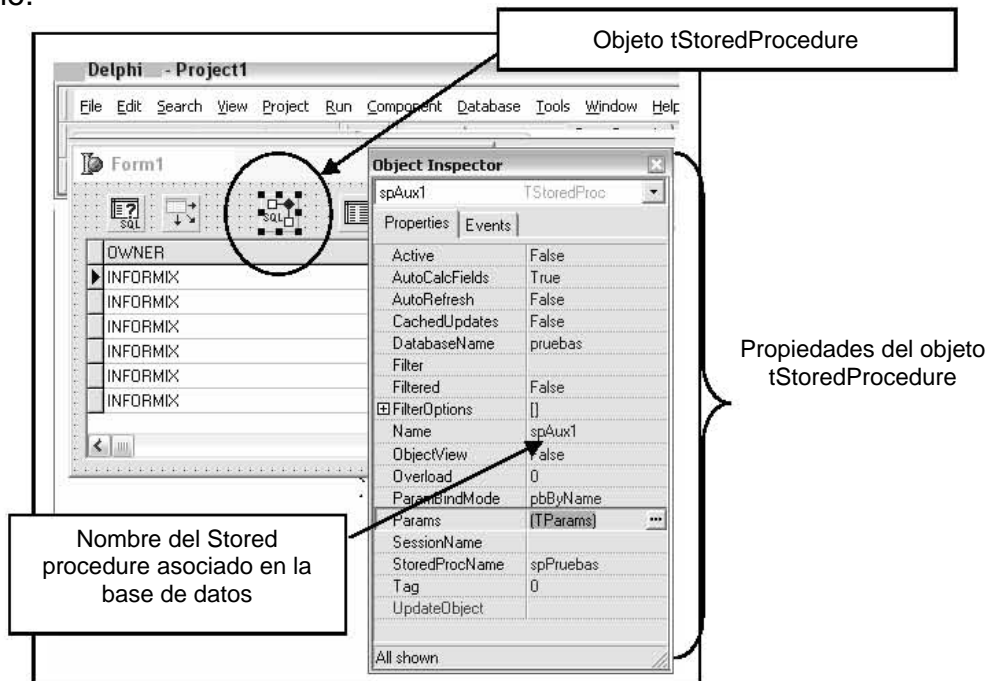 Objeto tStoredProcedure
Delphi - Project1
File Edit Search View Project Run Component Database Tools Window Help
Form1
SQL
SQL
OWNER
INFORMIX
INFORMIX
INFORMIX
INFORMIX
INFORMIX
INFORMIX
Object Inspector
spAux1 TStoredProc
Properties Events
Active False
AutoCalcFields True
AutoRefresh False
CachedUpdates False
DatabaseName pruebas
Filter
Filtered False
FilterOptions []
Name spAux1
ObjectView False
Overload 0
ParamBindMode pbByName
Params (TParams) ...
SessionName
StoredProcName spPruebas
Tag 0
UpdateObject
All shown
Propiedades del objeto
tStoredProcedure
Nombre del Stored
procedure asociado en la
base de datos